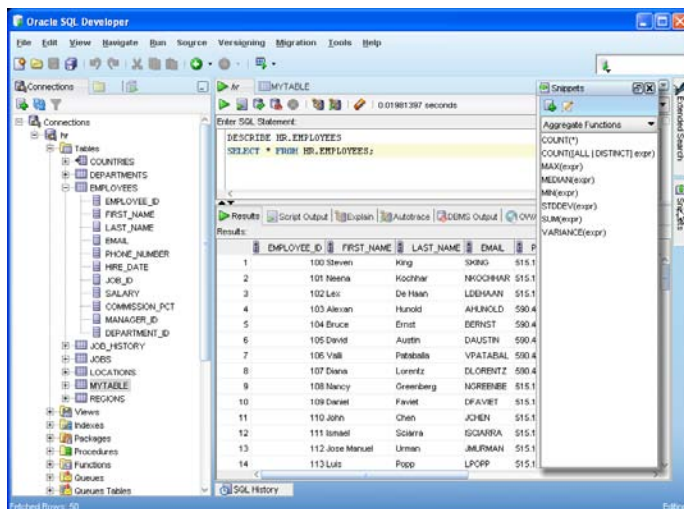 Oracle SQL Developer
File Edit View Navigate Run Source Versioning Migration Tools Help
Connections
Connections
hr
Tables
COUNTRIES
DEPARTMENTS
EMPLOYEES
EMPLOYEE_ID
FIRST_NAME
LAST_NAME
EMAIL
PHONE_NUMBER
HIRE_DATE
JOB_ID
SALARY
COMMISSION_PCT
MANAGER_ID
DEPARTMENT_ID
JOB_HISTORY
JOBS
LOCATIONS
MYTABLE
REGIONS
Views
Indexes
Packages
Procedures
Functions
Queues
Queues Tables
hr MYTABLE
0.01981397 seconds
Enter SQL Statement:
DESCRIBE HR.EMPLOYEES
SELECT * FROM HR.EMPLOYEES;
Results Script Output Explain Autotrace DBMS Output OWA
Results:
EMPLOYEE_ID FIRST_NAME LAST_NAME EMAIL P
1 100 Steven King SKING 515.1
2 101 Neena Kochhar NKOCHHAR 515.1
3 102 Lex De Haan LDEHAAN 515.1
4 103 Alexan Hunold AHUNOLD 590.4
5 104 Bruce Ernst BERNST 590.4
6 105 David Austin DAUSTIN 590.4
7 106 Valli Pataballa VPATABAL 590.4
8 107 Diana Lorentz DLORENTZ 590.4
9 108 Nancy Greenberg NGREENBE 515.1
10 109 Daniel Faviet DFAVIET 515.1
11 110 John Chen JCHEN 515.1
12 111 Ismael Sciarra ISCIARRA 515.1
13 112 Jose Manuel Urman JMURMAN 515.1
14 113 Luis Popp LPOPP 515.1
SQL History
Snippets
Aggregate Functions
COUNT(*)
COUNT([ALL | DISTINCT] expr)
MAX(expr)
MEDIAN(expr)
MIN(expr)
STDDEV(expr)
SUM(expr)
VARIANCE(expr)
Extended Search
Snippets
Fetched Rows: 50
Editing